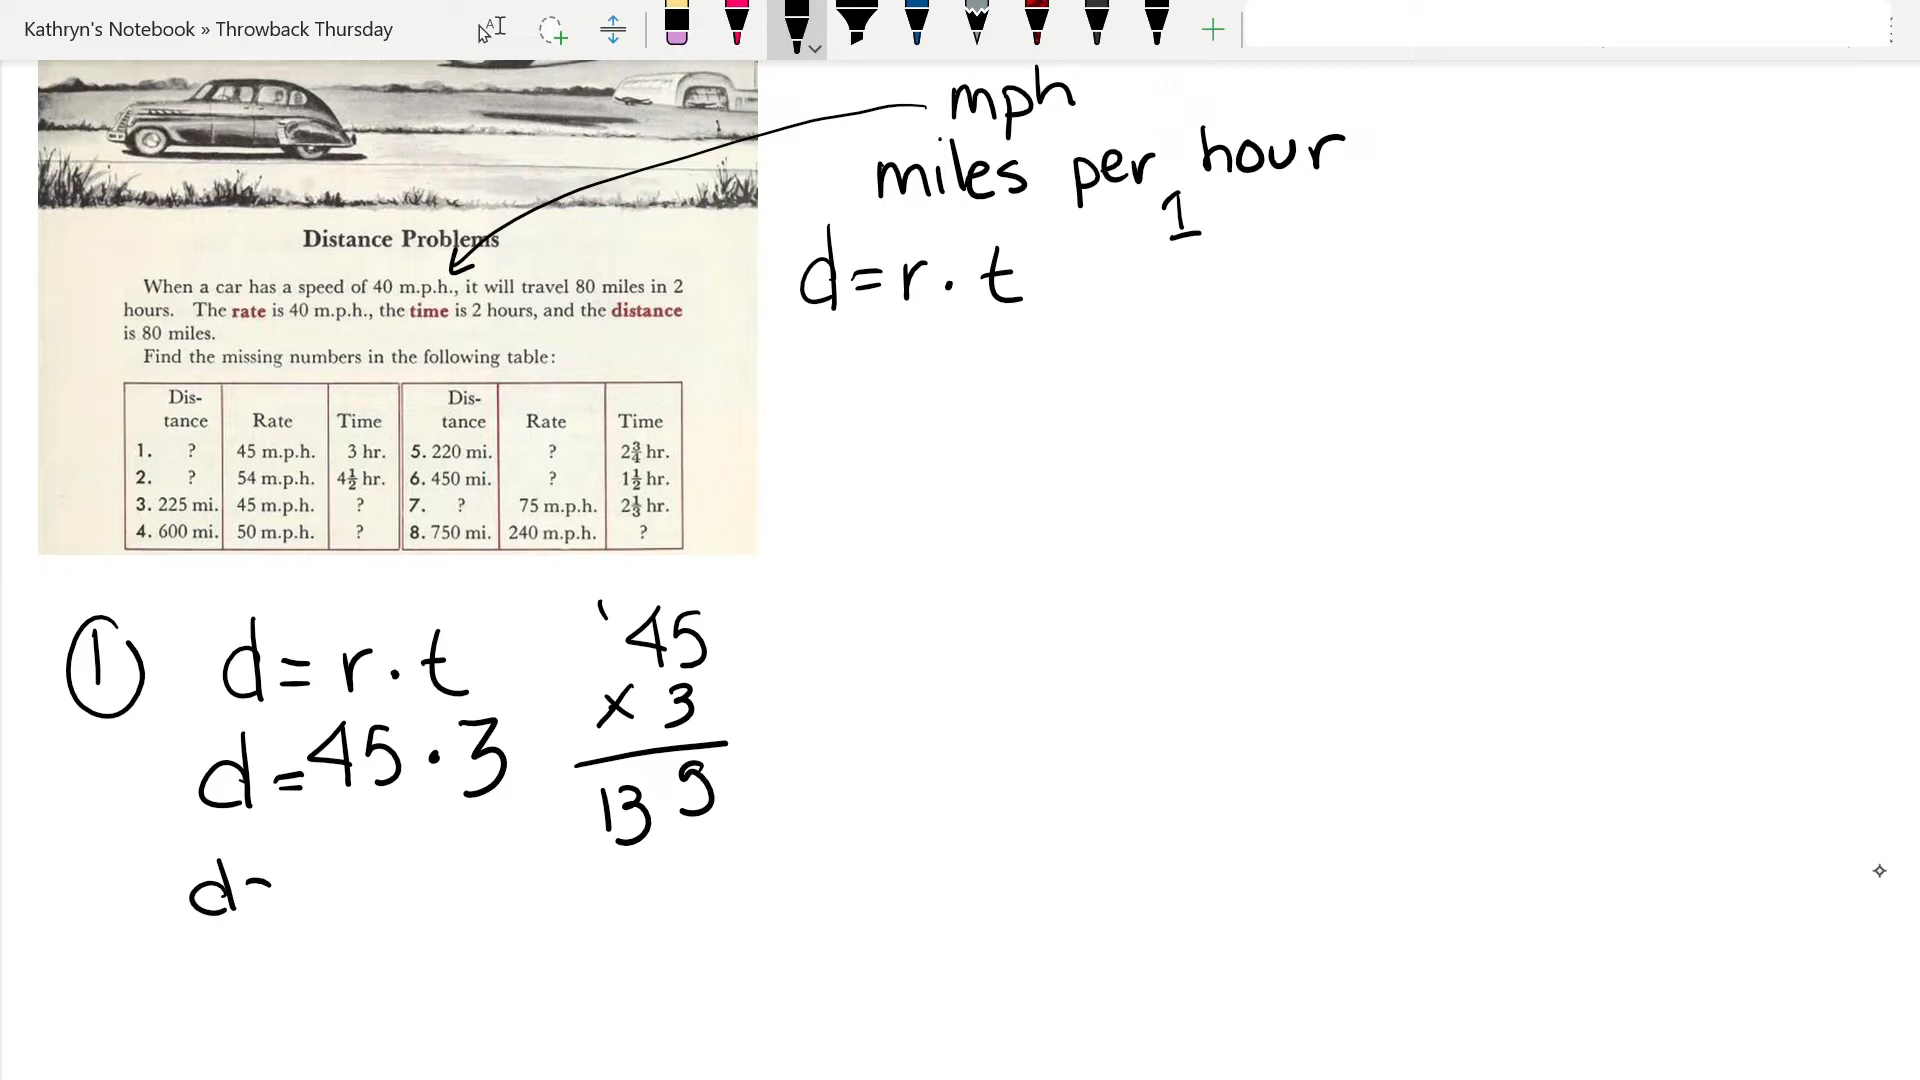 Kathryn's Notebook » Throwback Thursday
mph
miles per hour
1
d = r · t
Distance Problems
When a car has a speed of 40 m.p.h., it will travel 80 miles in 2
hours. The rate is 40 m.p.h., the time is 2 hours, and the distance
is 80 miles.
Find the missing numbers in the following table:
Dis- Dis-
tance Rate Time tance Rate Time
1. ? 45 m.p.h. 3 hr. 5. 220 mi. ? 2¾ hr.
2. ? 54 m.p.h. 4½ hr. 6. 450 mi. ? 1½ hr.
3. 225 mi. 45 m.p.h. ? 7. ? 75 m.p.h. 2⅓ hr.
4. 600 mi. 50 m.p.h. ? 8. 750 mi. 240 m.p.h. ?
① d = r · t
d = 45 · 3
d =
1 45
x 3
135